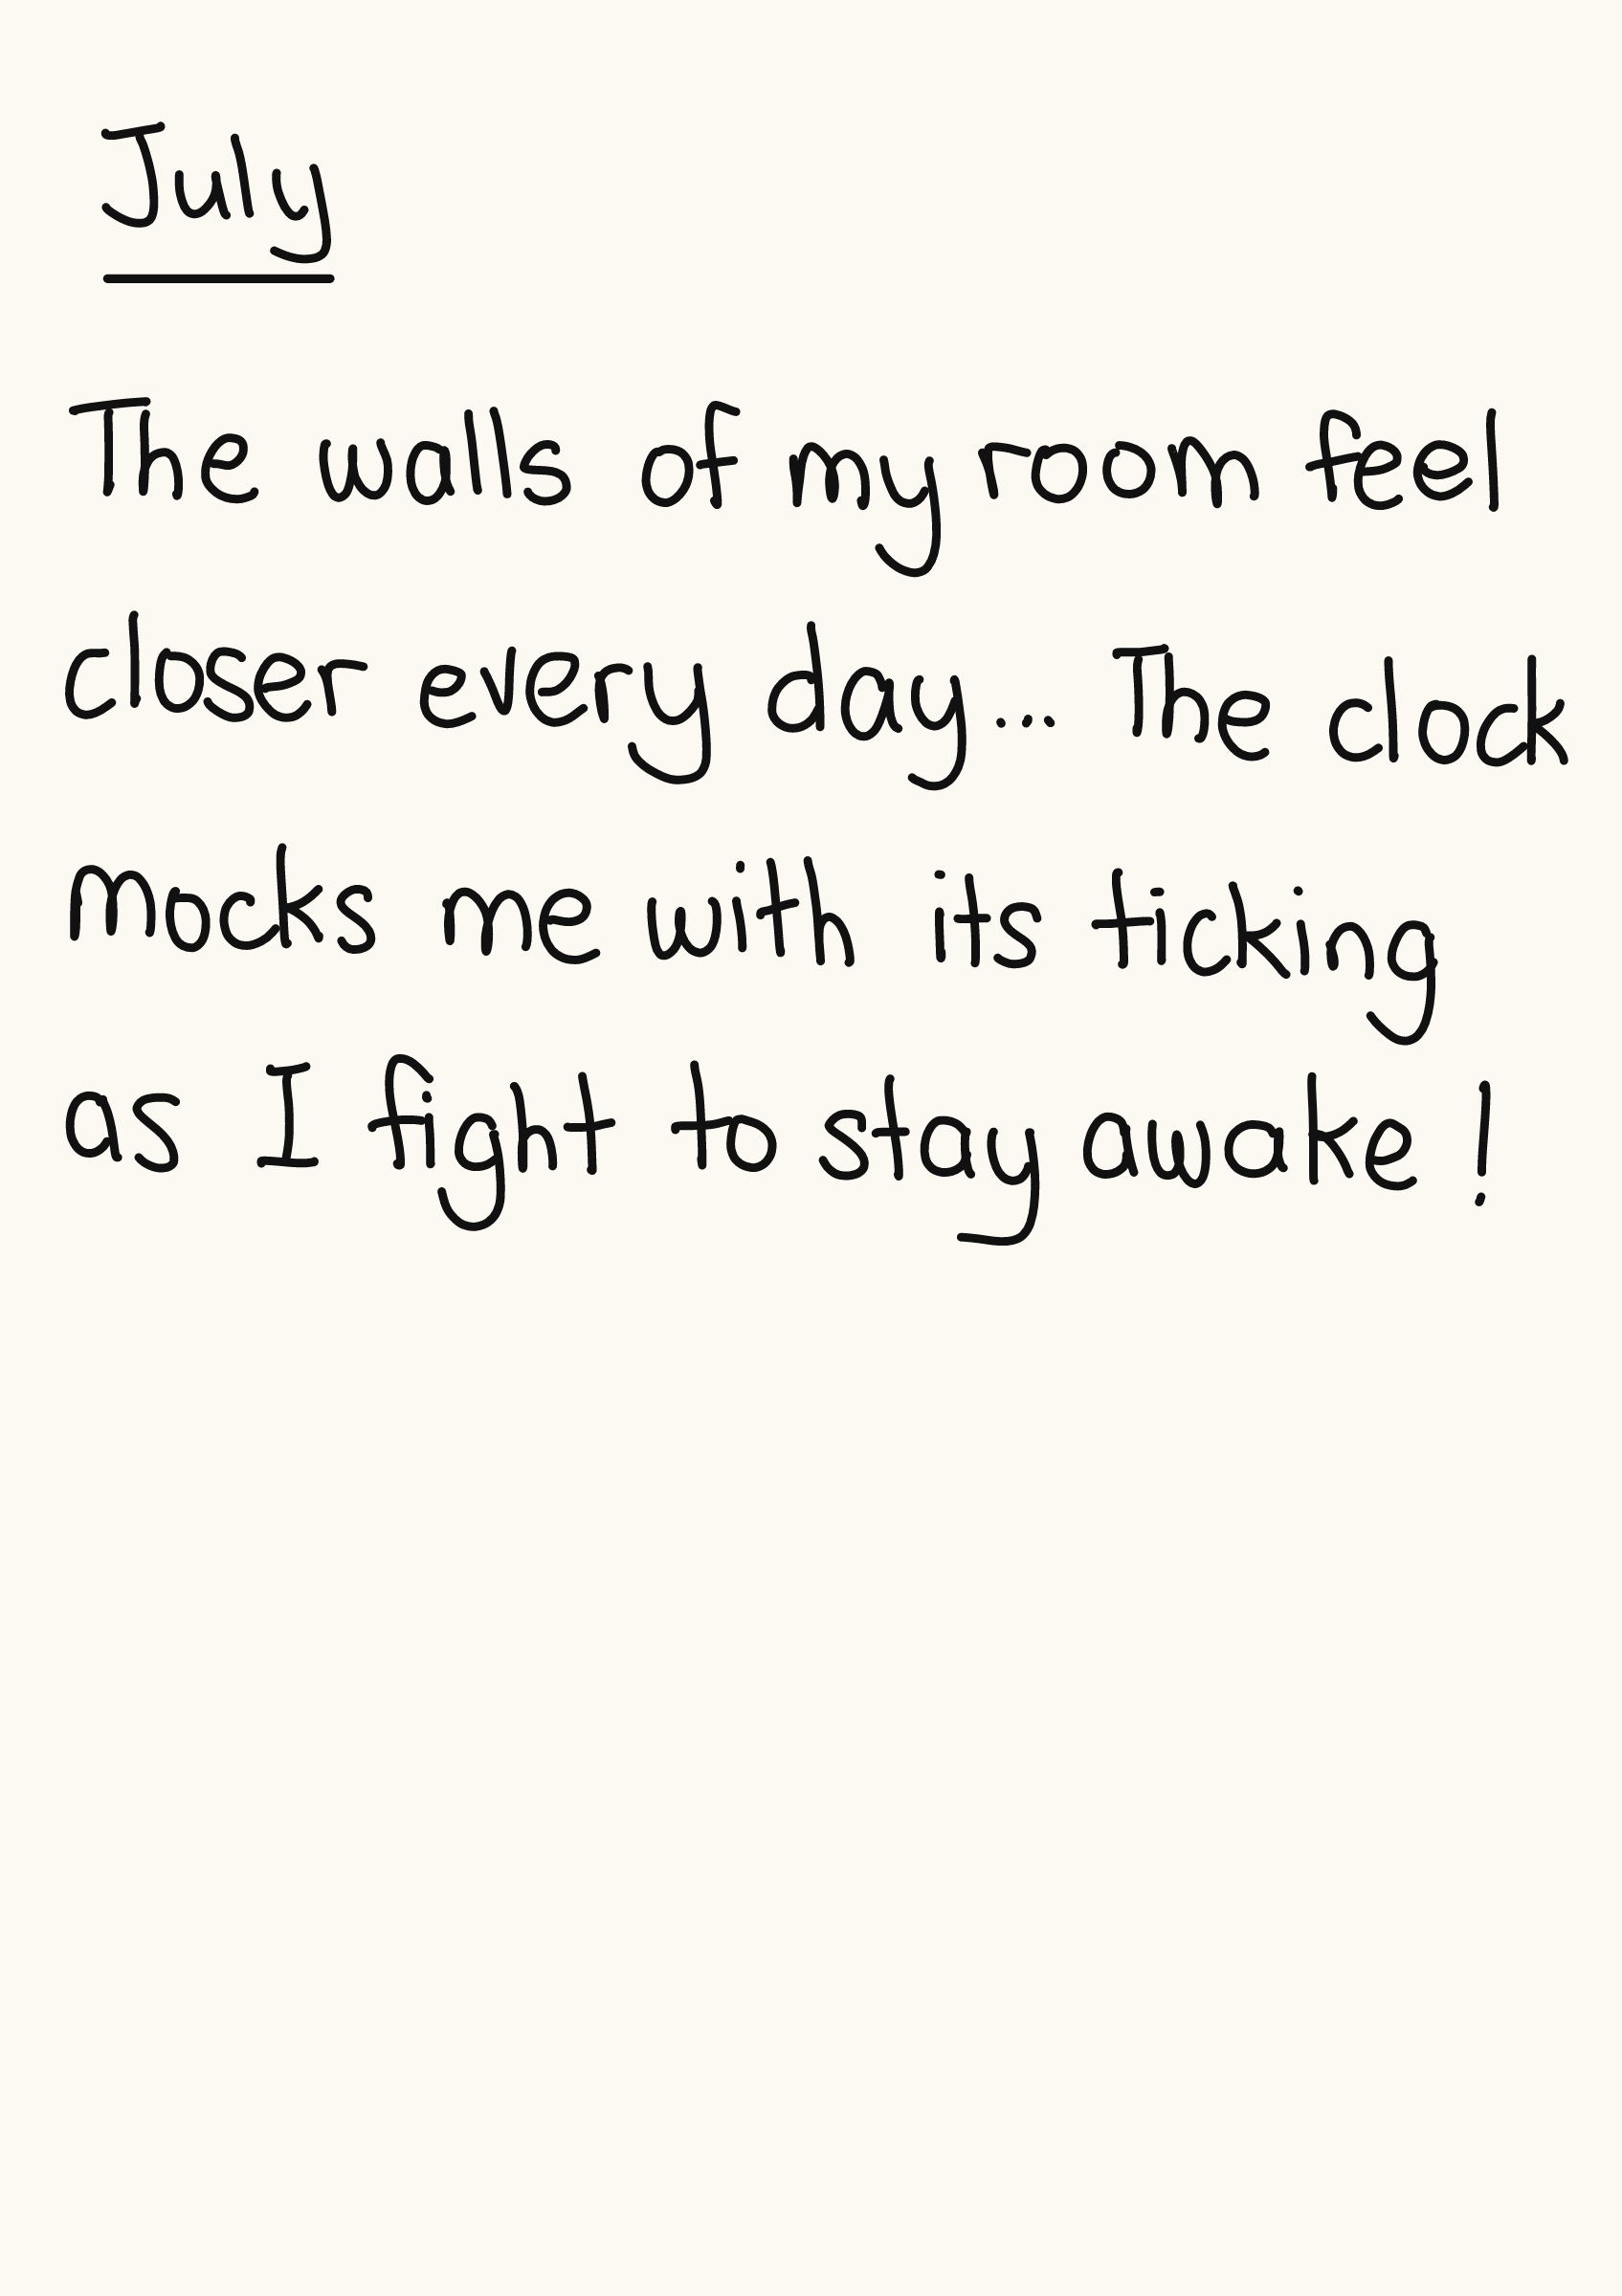 July
The walls of my room feel
closer every day... The clock
mocks me with its ticking
as I fight to stay awake!